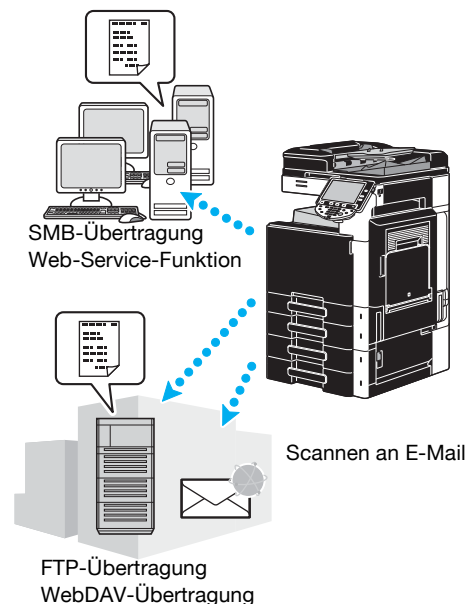 SMB-Übertragung
Web-Service-Funktion
Scannen an E-Mail
FTP-Übertragung
WebDAV-Übertragung